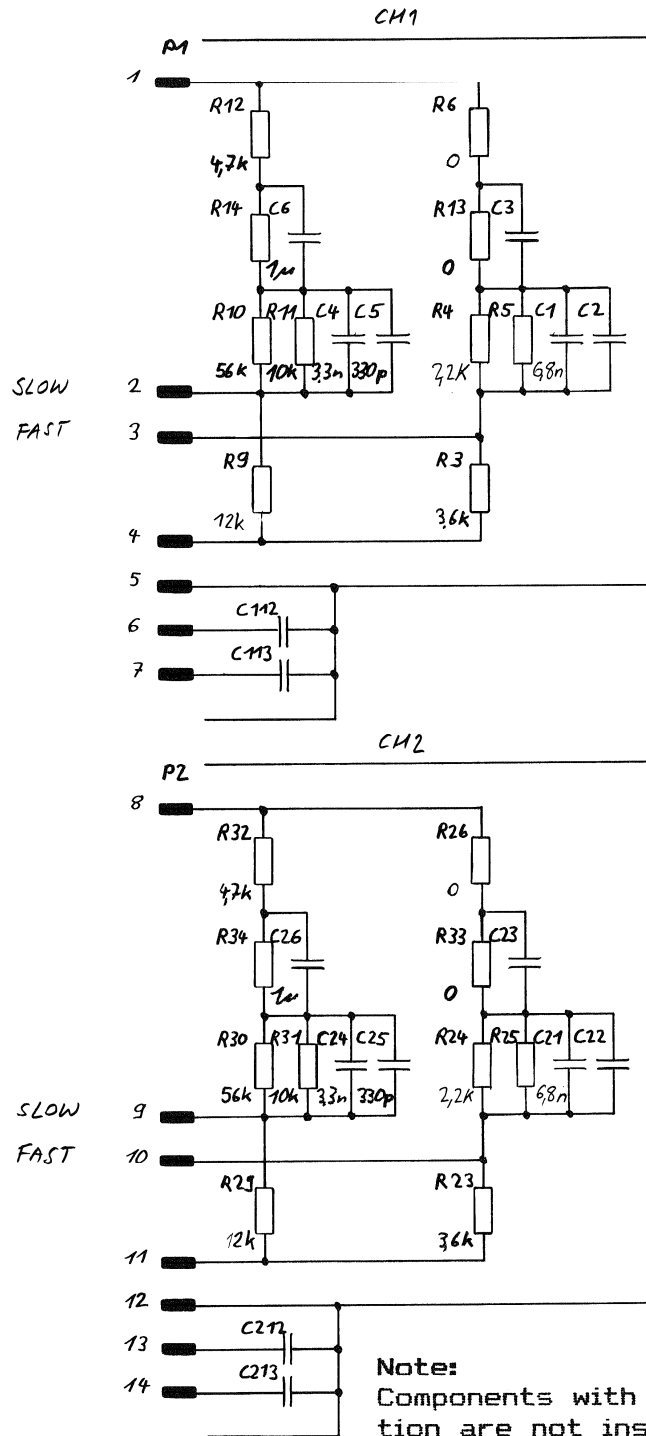 CH1
P1
1
R12 R6
4,7k 0
R14 C6 R13 C3
1µ 0
R10 R11 C4 C5 R4 R5 C1 C2
56k 10k 3,3n 330p 2,2K 6,8n
SLOW 2
FAST 3
R9 R3
12k 3,6k
4
5
C112
6
C113
7
CH2
P2
8
R32 R26
4,7k 0
R34 C26 R33 C23
1µ 0
R30 R31 C24 C25 R24 R25 C21 C22
56k 10k 3,3n 330p 2,2k 6,8n
SLOW 9
FAST 10
R29 R23
12k 3,6k
11
12
C212
13
C213
14
Note:
Components with
tion are not ins